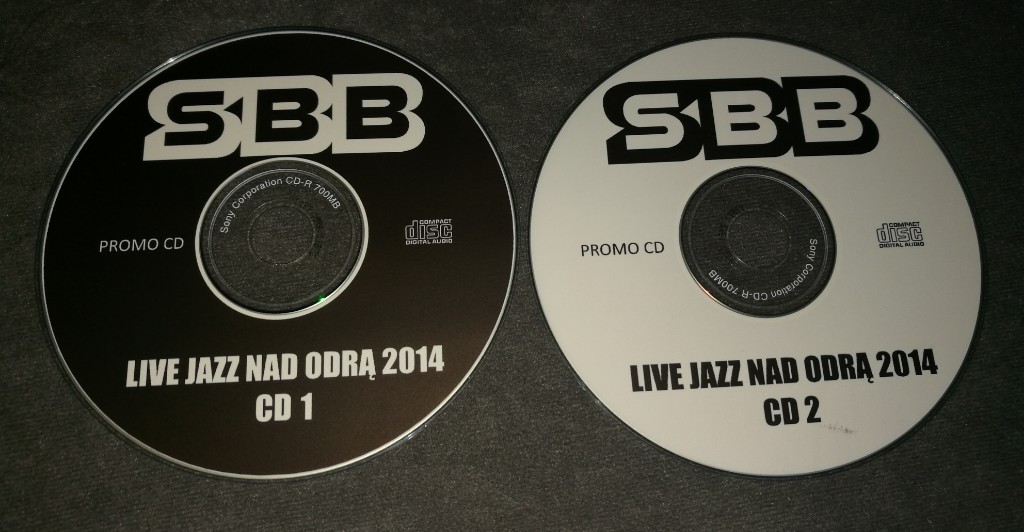 SBB
Sony Corporation CD-R 700MB
PROMO CD
COMPACT
disc
DIGITAL AUDIO
LIVE JAZZ NAD ODRĄ 2014
CD 1
SBB
Sony Corporation CD-R 700MB
PROMO CD
COMPACT
disc
DIGITAL AUDIO
LIVE JAZZ NAD ODRĄ 2014
CD 2